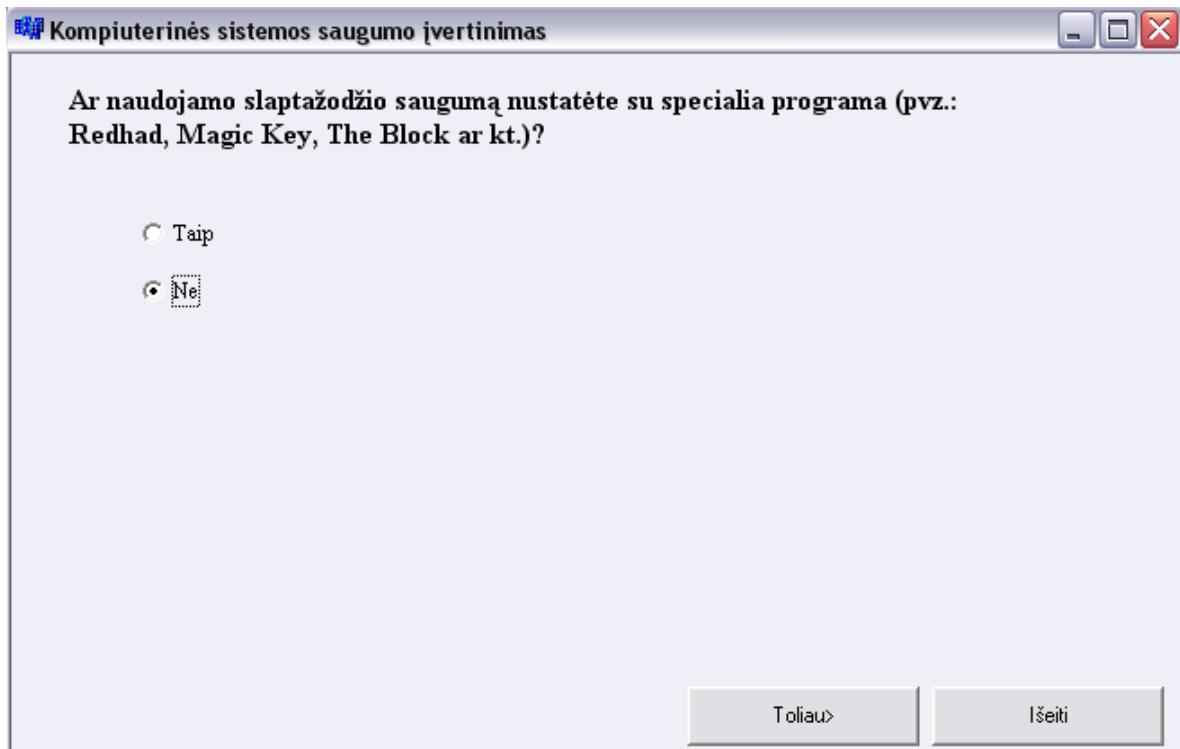 Kompiuterinės sistemos saugumo įvertinimas
Ar naudojamo slaptažodžio saugumą nustatėte su specialia programa (pvz.:
Redhad, Magic Key, The Block ar kt.)?
Taip
Ne
Toliau>
Išeiti